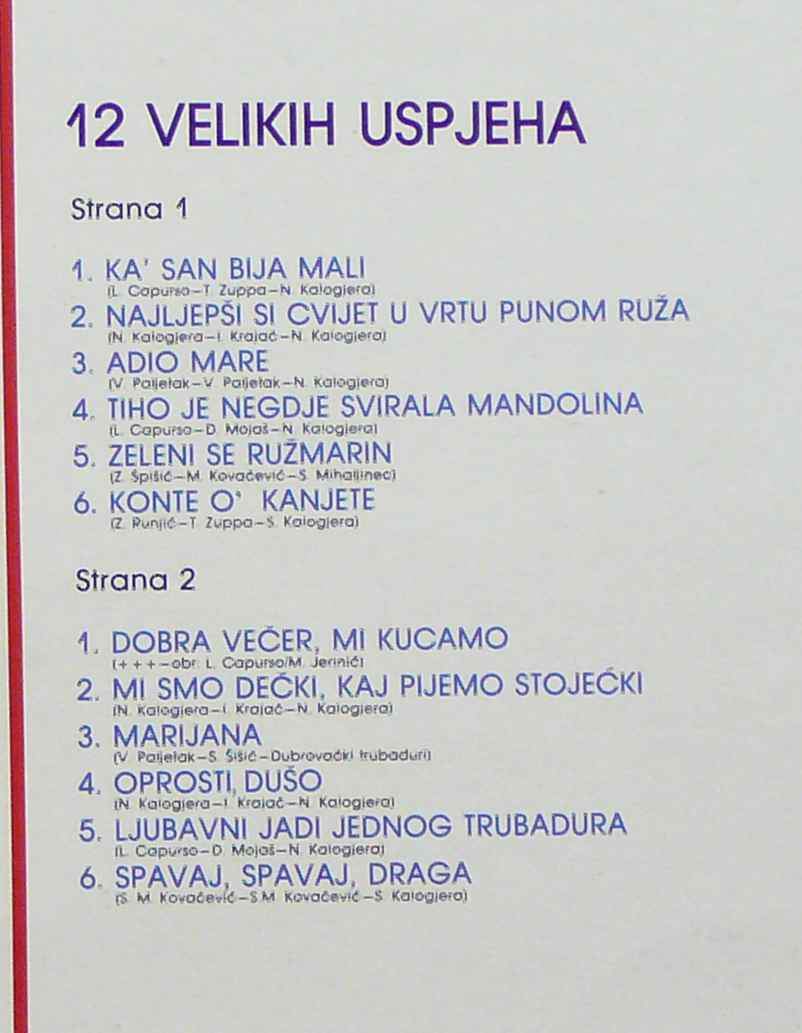 12 VELIKIH USPJEHA
Strana 1
1. KA' SAN BIJA MALI
(L. Capurso–T. Zuppa–N. Kalogjera)
2. NAJLJEPŠI SI CVIJET U VRTU PUNOM RUŽA
(N. Kalogjera–I. Krajač–N. Kalogjera)
3. ADIO MARE
(V. Paljetak–V. Paljetak–N. Kalogjera)
4. TIHO JE NEGDJE SVIRALA MANDOLINA
(L. Capurso–D. Mojaš–N. Kalogjera)
5. ZELENI SE RUŽMARIN
(Z. Špišić–M. Kovačević–S. Mihaljinec)
6. KONTE O' KANJETE
(Z. Runjić–T. Zuppa–S. Kalogjera)
Strana 2
1. DOBRA VEČER, MI KUCAMO
(+ + +–obr. L. Capurso/M. Jerinić)
2. MI SMO DEČKI, KAJ PIJEMO STOJEČKI
(N. Kalogjera–I. Krajač–N. Kalogjera)
3. MARIJANA
(V. Paljetak–S. Šišić–Dubrovački trubaduri)
4. OPROSTI, DUŠO
(N. Kalogjera–I. Krajač–N. Kalogjera)
5. LJUBAVNI JADI JEDNOG TRUBADURA
(L. Capurso–D. Mojaš–N. Kalogjera)
6. SPAVAJ, SPAVAJ, DRAGA
(S. M. Kovačević–S.M. Kovačević–S. Kalogjera)